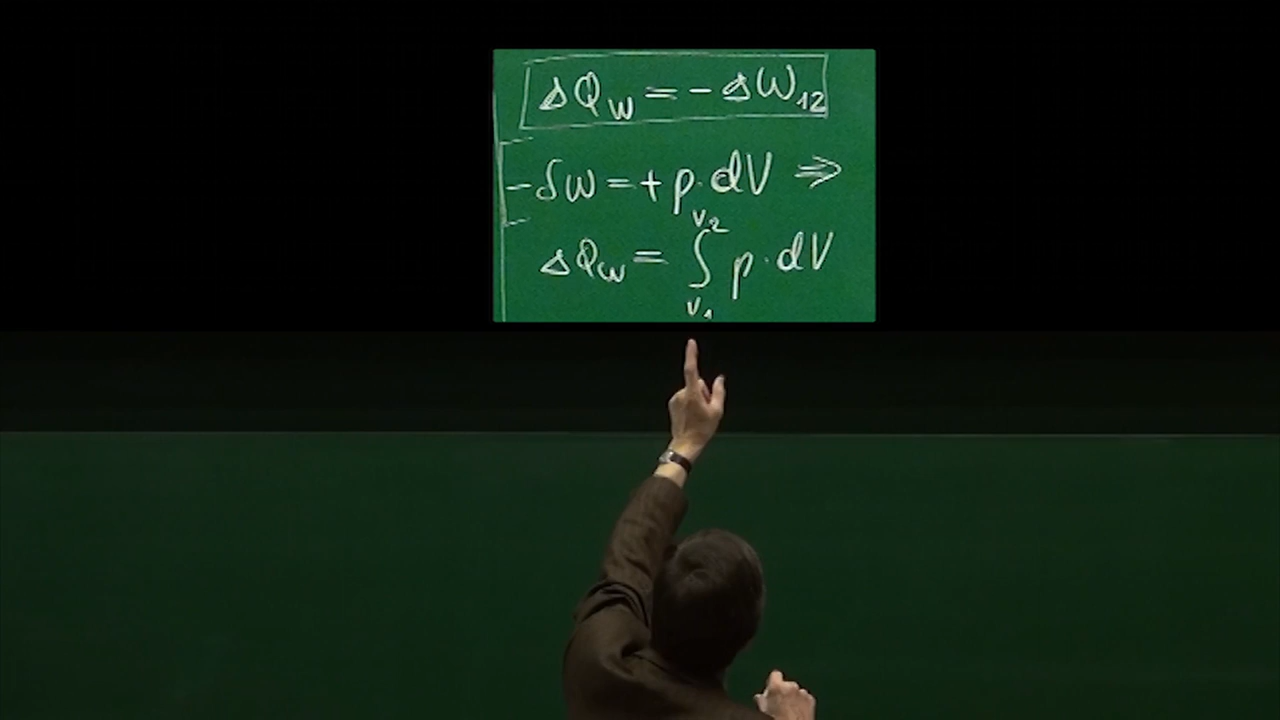 ΔQ_W = - ΔW_12
- δW = + p · dV ⇒
ΔQ_W = ∫_{V_1}^{V_2} p · dV